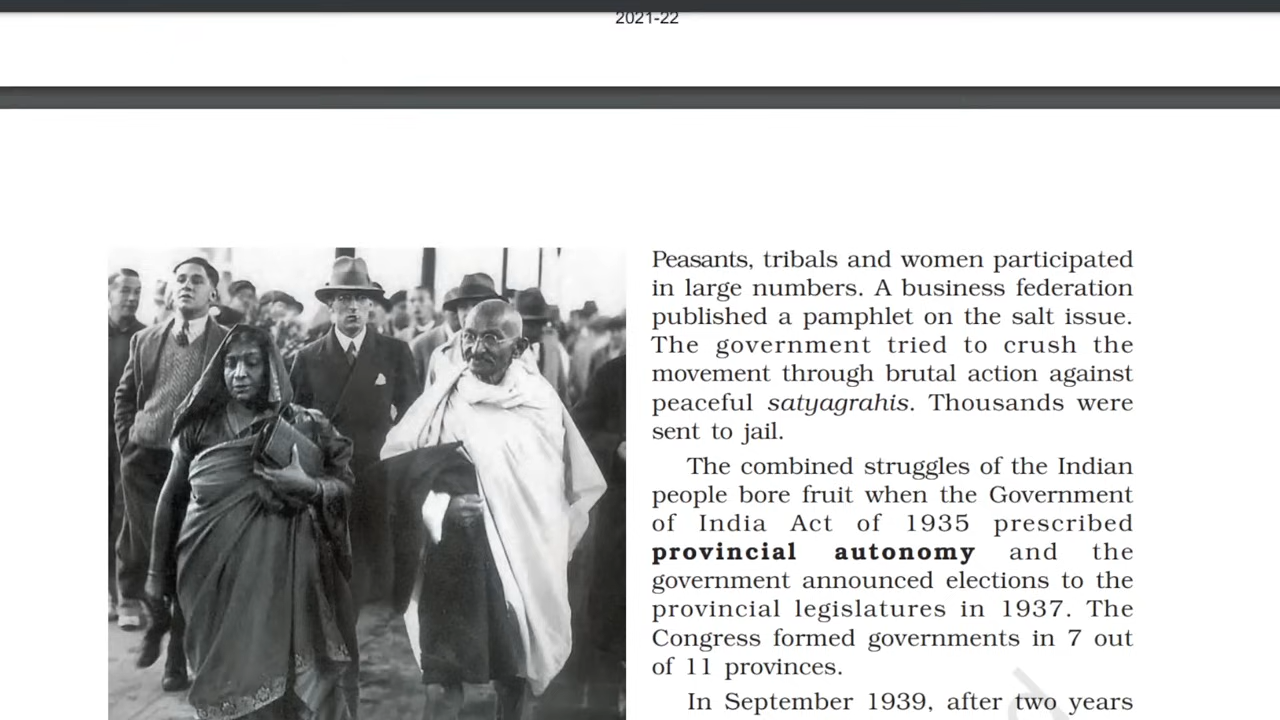 2021-22
Peasants, tribals and women participated
in large numbers. A business federation
published a pamphlet on the salt issue.
The government tried to crush the
movement through brutal action against
peaceful satyagrahis. Thousands were
sent to jail.
The combined struggles of the Indian
people bore fruit when the Government
of India Act of 1935 prescribed
provincial autonomy and the
government announced elections to the
provincial legislatures in 1937. The
Congress formed governments in 7 out
of 11 provinces.
In September 1939, after two years